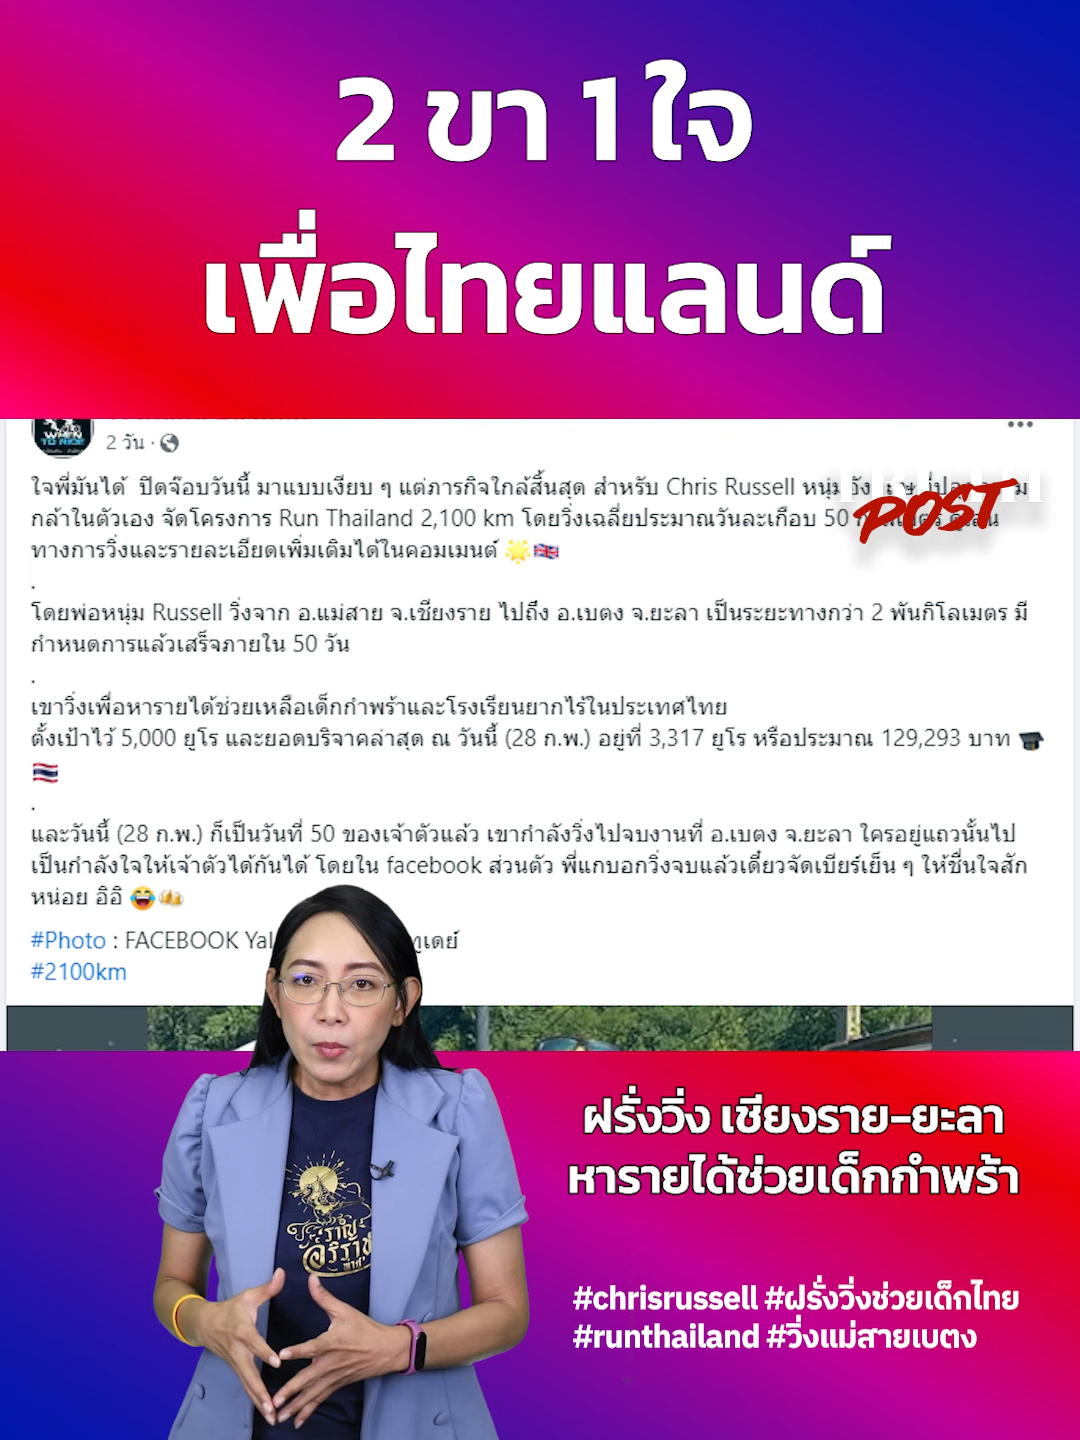 2 ขา 1 ใจ
เพื่อไทยแลนด์
WHEN
TO RIDE
2 วัน ·
ใจพี่มันได้ ปิดจ๊อบวันนี้ มาแบบเงียบ ๆ แต่ภารกิจใกล้สิ้นสุด สำหรับ Chris Russell หนุ่ม
กล้าในตัวเอง จัดโครงการ Run Thailand 2,100 km โดยวิ่งเฉลี่ยประมาณวันละเกือบ 50
POST
ทางการวิ่งและรายละเอียดเพิ่มเติมได้ในคอมเมนต์ 🌟🇬🇧
.
โดยพ่อหนุ่ม Russell วิ่งจาก อ.แม่สาย จ.เชียงราย ไปถึง อ.เบตง จ.ยะลา เป็นระยะทางกว่า 2 พันกิโลเมตร มี
กำหนดการแล้วเสร็จภายใน 50 วัน
.
เขาวิ่งเพื่อหารายได้ช่วยเหลือเด็กกำพร้าและโรงเรียนยากไร้ในประเทศไทย
ตั้งเป้าไว้ 5,000 ยูโร และยอดบริจาคล่าสุด ณ วันนี้ (28 ก.พ.) อยู่ที่ 3,317 ยูโร หรือประมาณ 129,293 บาท 🎓
🇹🇭
.
และวันนี้ (28 ก.พ.) ก็เป็นวันที่ 50 ของเจ้าตัวแล้ว เขากำลังวิ่งไปจบงานที่ อ.เบตง จ.ยะลา ใครอยู่แถวนั้นไป
เป็นกำลังใจให้เจ้าตัวได้กันได้ โดยใน facebook ส่วนตัว พี่แกบอกวิ่งจบแล้วเดี๋ยวจัดเบียร์เย็น ๆ ให้ชื่นใจสัก
หน่อย อิอิ 😂🍻
#Photo : FACEBOOK Yal
#2100km
ฝรั่งวิ่ง เชียงราย-ยะลา
หารายได้ช่วยเด็กกำพร้า
#chrisrussell #ฝรั่งวิ่งช่วยเด็กไทย
#runthailand #วิ่งแม่สายเบตง